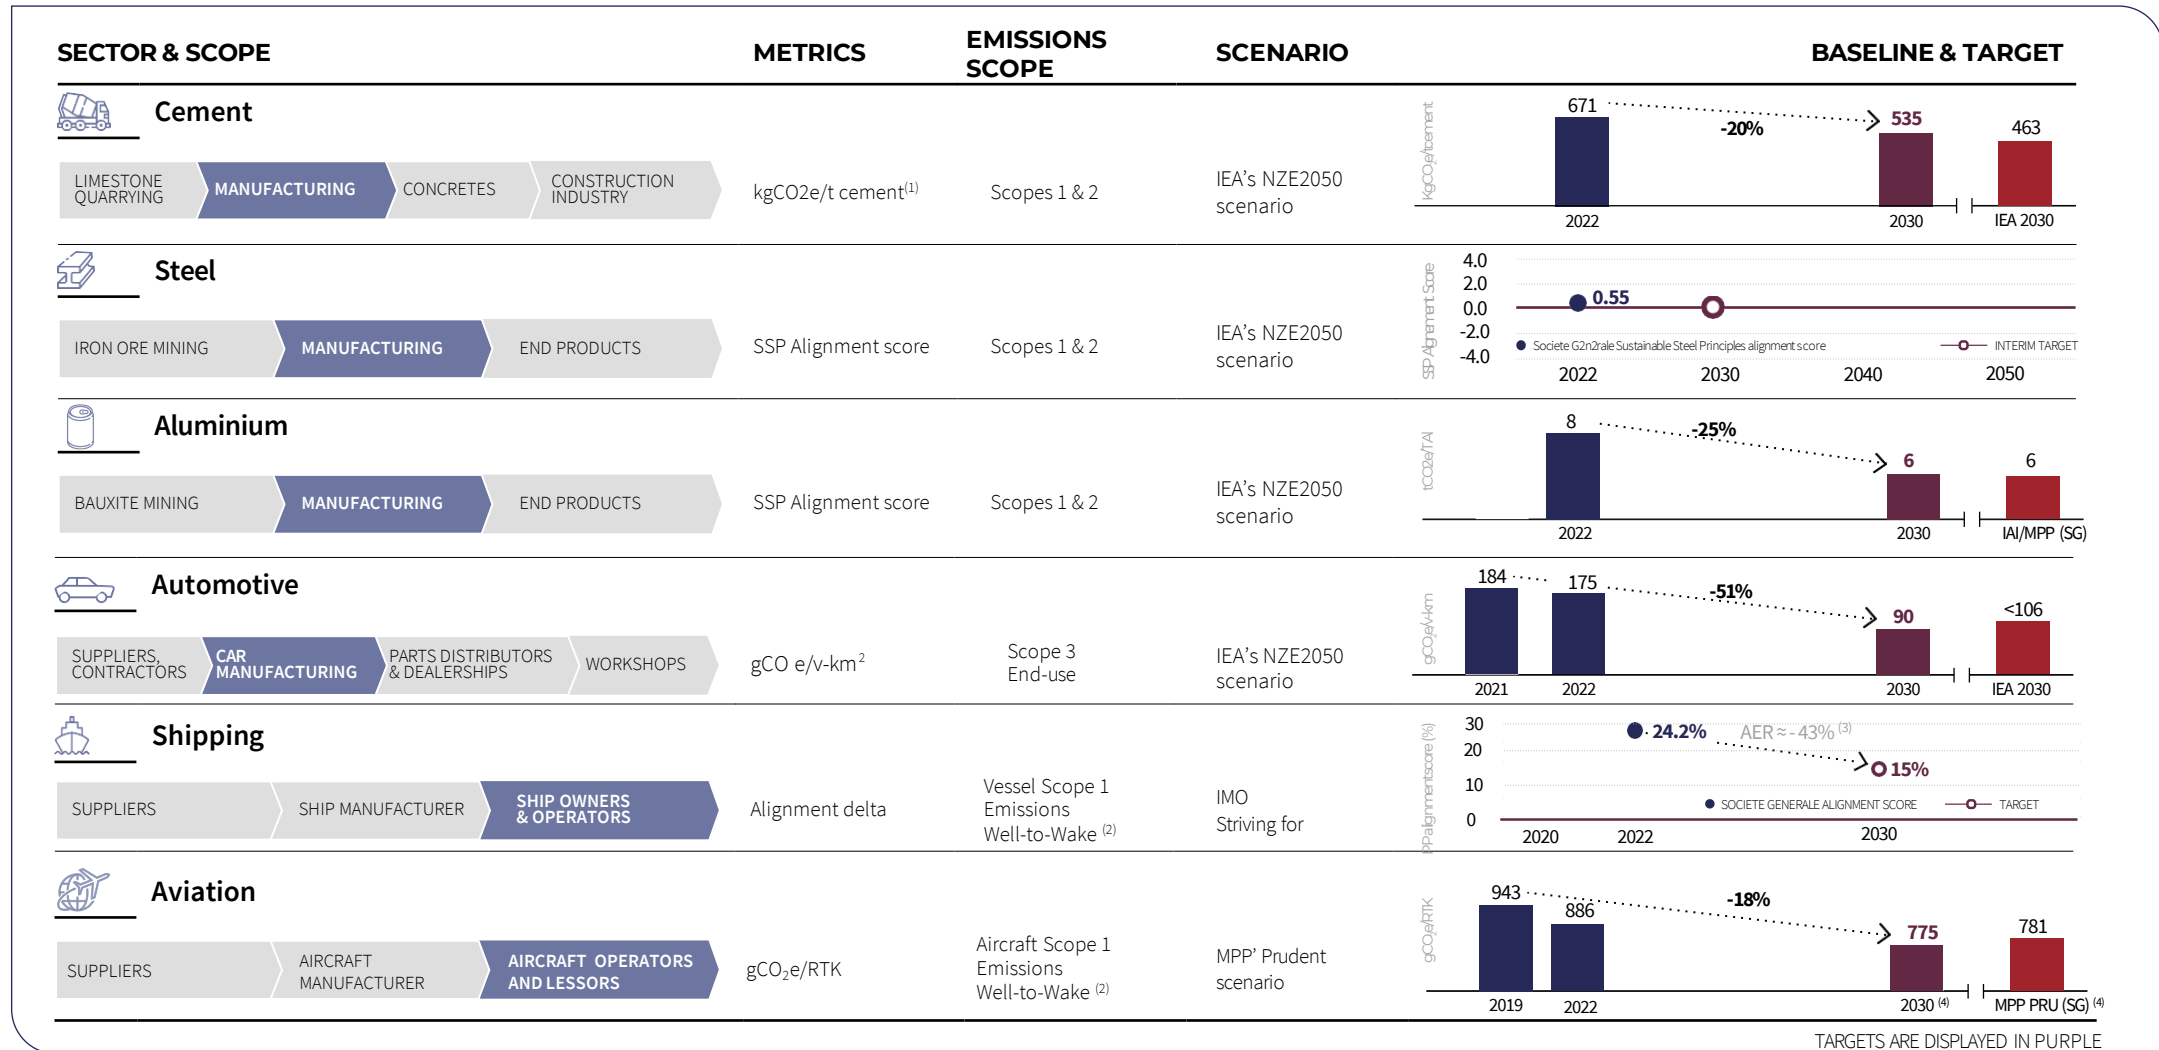 SECTOR & SCOPE
METRICS
EMISSIONS
SCOPE
SCENARIO
BASELINE & TARGET
Cement
LIMESTONE
QUARRYING
MANUFACTURING
CONCRETES
CONSTRUCTION
INDUSTRY
kgCO2e/t cement(1)
Scopes 1 & 2
IEA's NZE2050
scenario
KgCO2e/tcement
671
-20%
535
463
2022
2030
IEA 2030
Steel
IRON ORE MINING
MANUFACTURING
END PRODUCTS
SSP Alignment score
Scopes 1 & 2
IEA's NZE2050
scenario
SSP Alignement Score
4.0
2.0
0.0
-2.0
-4.0
0.55
Societe G2n2rale Sustainable Steel Principles alignment score
INTERIM TARGET
2022
2030
2040
2050
Aluminium
BAUXITE MINING
MANUFACTURING
END PRODUCTS
SSP Alignment score
Scopes 1 & 2
IEA's NZE2050
scenario
tCO2e/TAl
8
-25%
6
6
2022
2030
IAI/MPP (SG)
Automotive
SUPPLIERS,
CONTRACTORS
CAR
MANUFACTURING
PARTS DISTRIBUTORS
& DEALERSHIPS
WORKSHOPS
gCO e/v-km2
Scope 3
End-use
IEA's NZE2050
scenario
gCO2e/v-km
184
175
-51%
90
<106
2021
2022
2030
IEA 2030
Shipping
SUPPLIERS
SHIP MANUFACTURER
SHIP OWNERS
& OPERATORS
Alignment delta
Vessel Scope 1
Emissions
Well-to-Wake (2)
IMO
Striving for
PP alignment score (%)
30
20
10
0
24.2%
AER ≈ - 43% (3)
15%
SOCIETE GENERALE ALIGNMENT SCORE
TARGET
2020
2022
2030
Aviation
SUPPLIERS
AIRCRAFT
MANUFACTURER
AIRCRAFT OPERATORS
AND LESSORS
gCO2e/RTK
Aircraft Scope 1
Emissions
Well-to-Wake (2)
MPP' Prudent
scenario
gCO2e/RTK
943
886
-18%
775
781
2019
2022
2030 (4)
MPP PRU (SG) (4)
TARGETS ARE DISPLAYED IN PURPLE